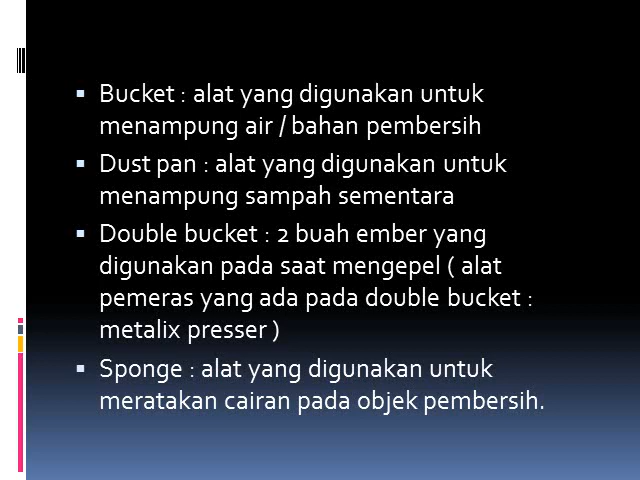 ▪ Bucket : alat yang digunakan untuk
menampung air / bahan pembersih
▪ Dust pan : alat yang digunakan untuk
menampung sampah sementara
▪ Double bucket : 2 buah ember yang
digunakan pada saat mengepel ( alat
pemeras yang ada pada double bucket :
metalix presser )
▪ Sponge : alat yang digunakan untuk
meratakan cairan pada objek pembersih.